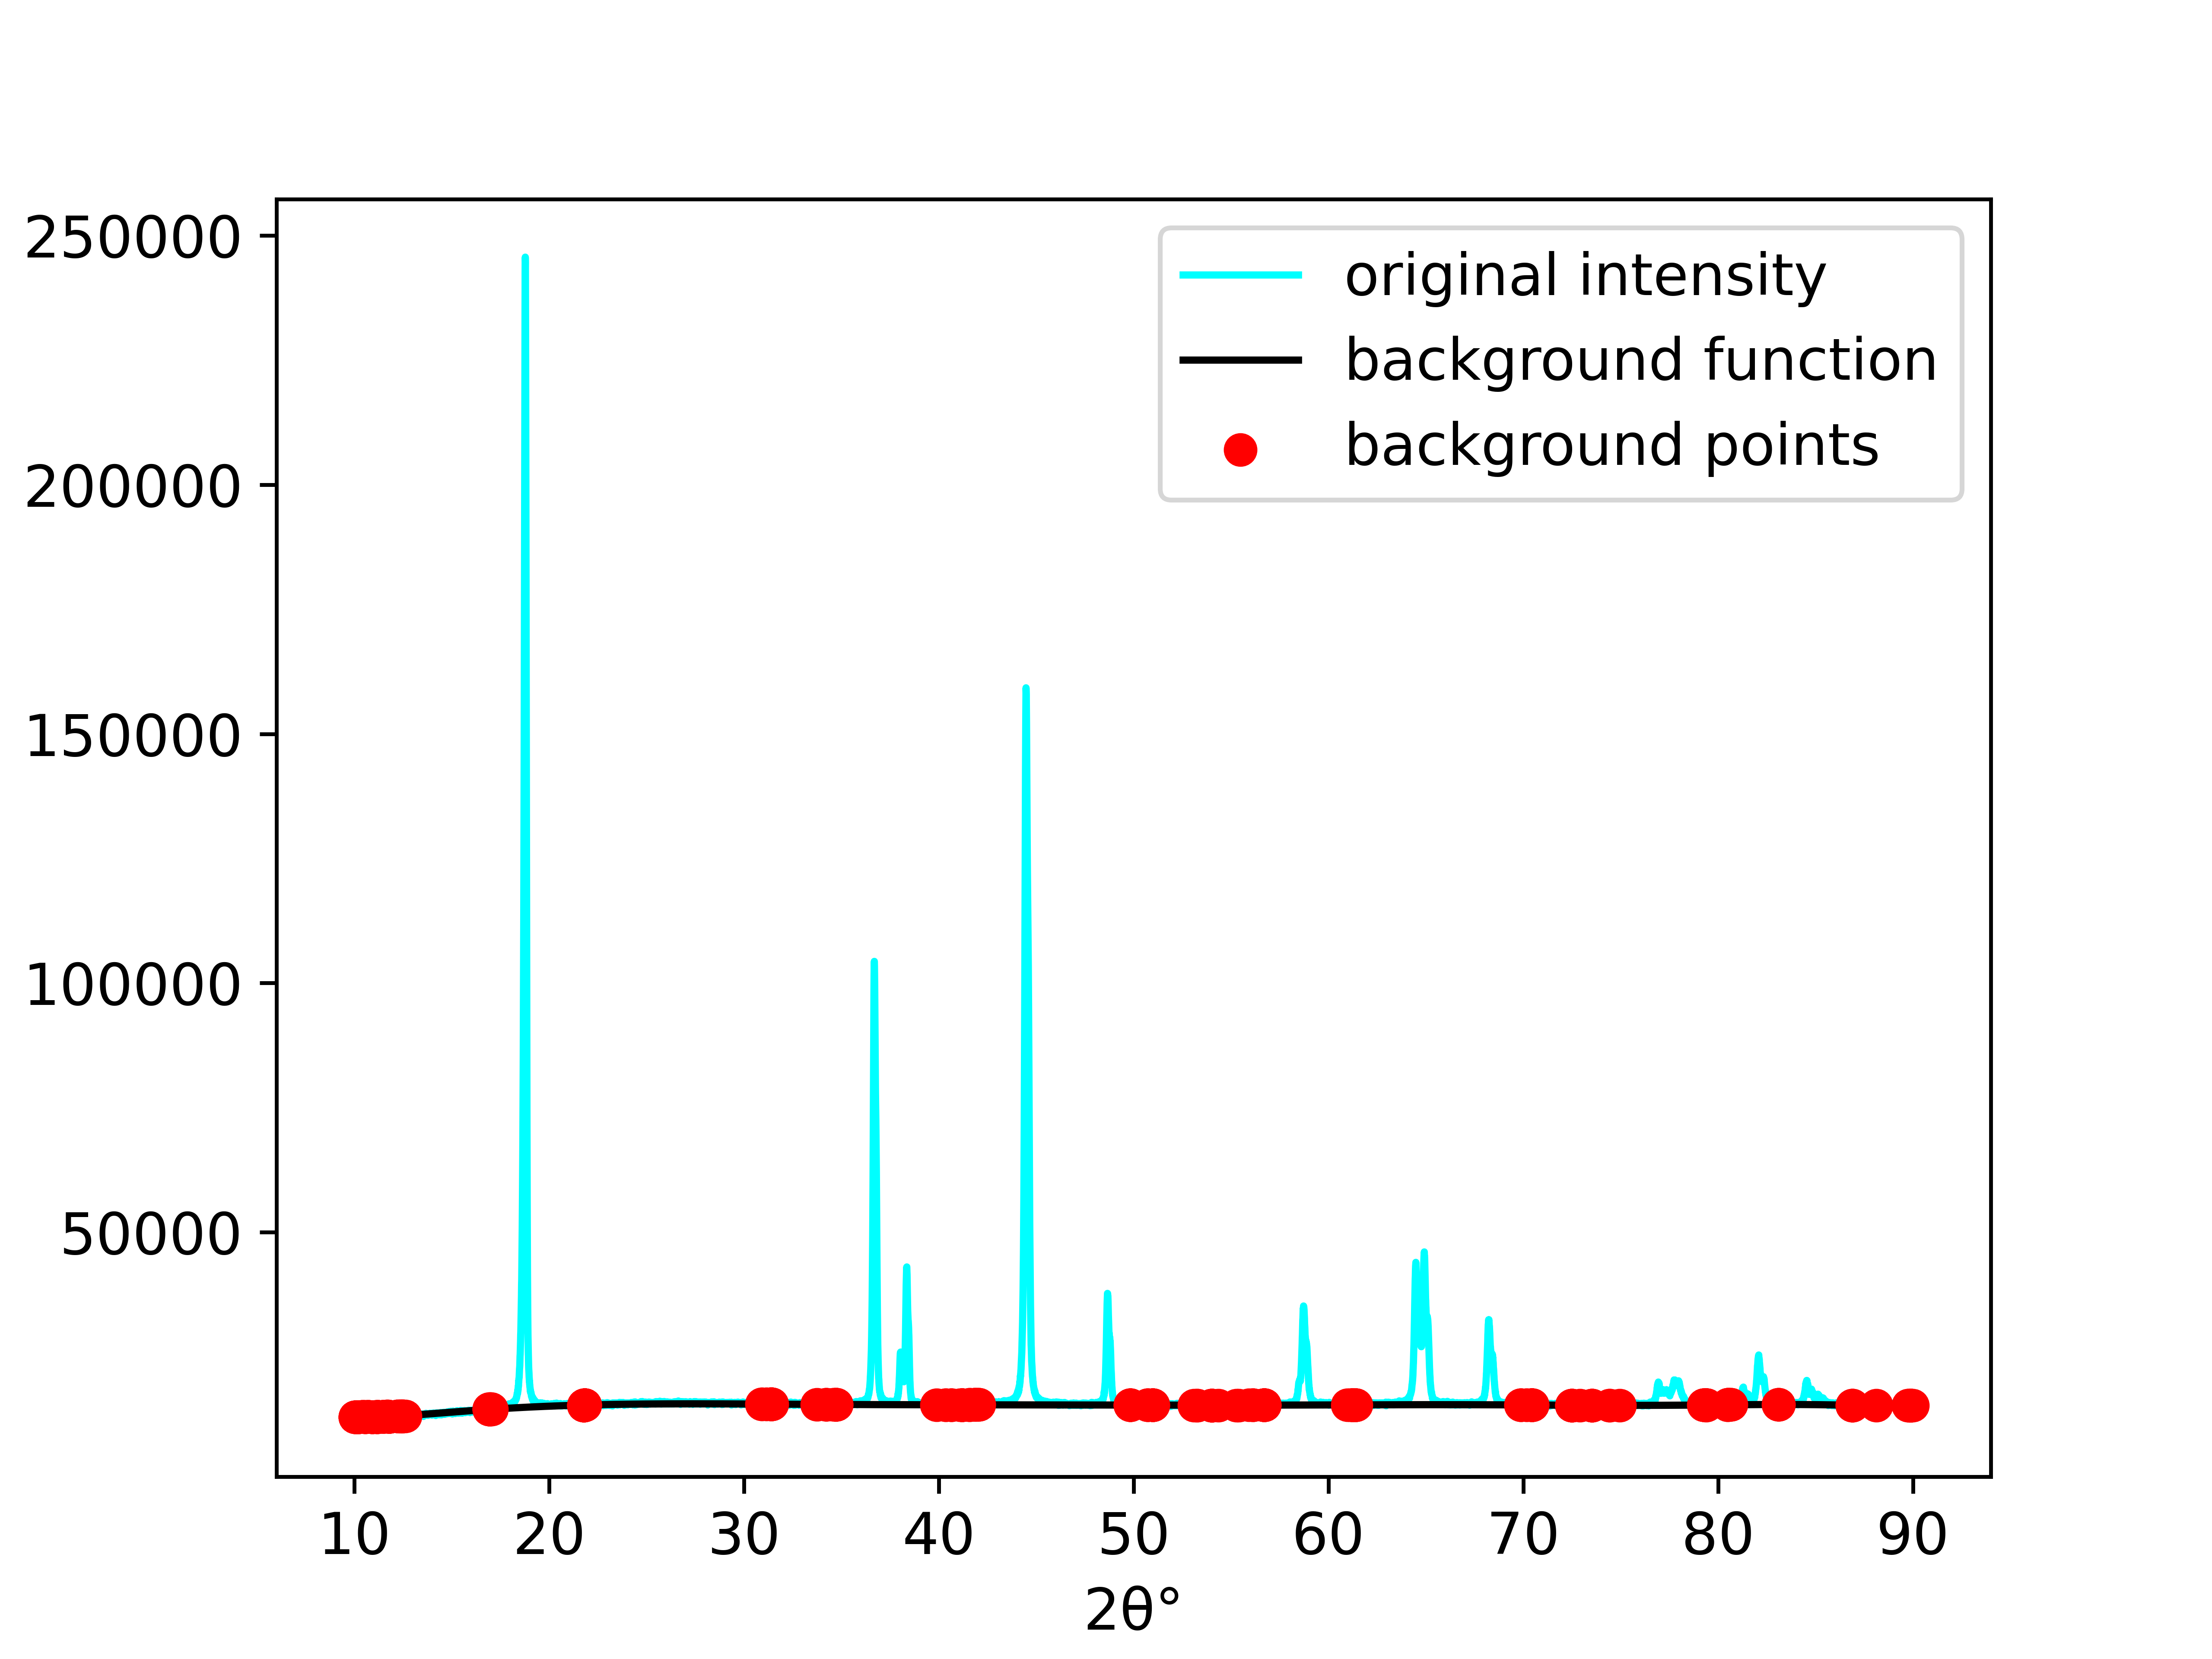 250000
200000
150000
100000
50000
original intensity
background function
background points
10 20 30 40 50 60 70 80 90
2θ°